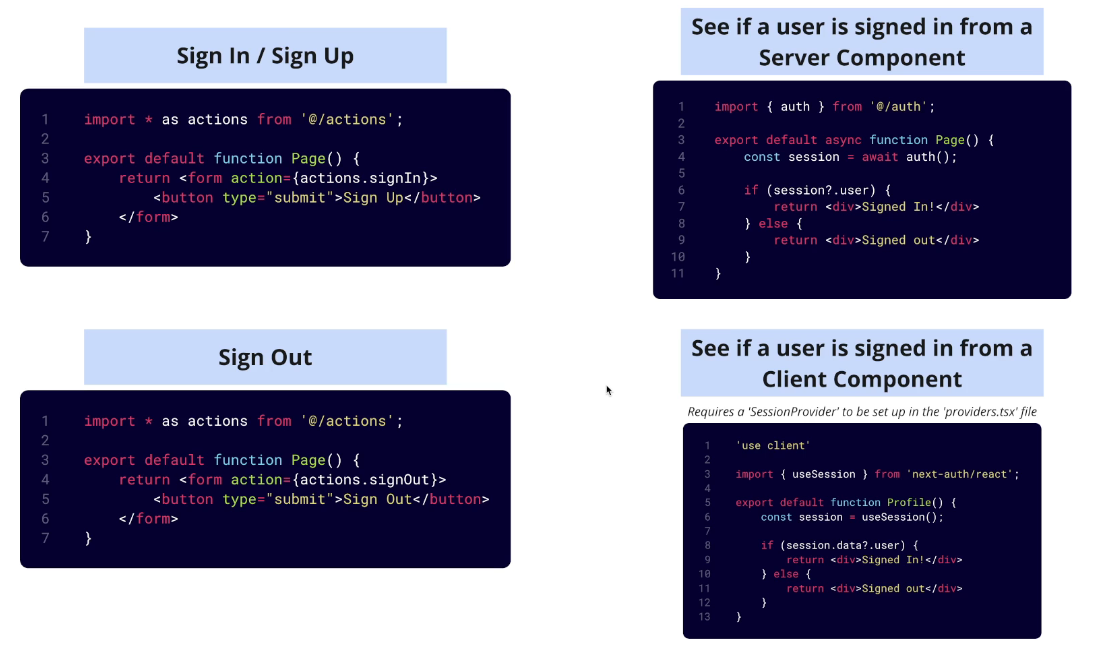 Sign In / Sign Up
1 import * as actions from '@/actions';
2
3 export default function Page() {
4     return <form action={actions.signIn}>
5         <button type="submit">Sign Up</button>
6     </form>
7 }
See if a user is signed in from a
Server Component
1 import { auth } from '@/auth';
2
3 export default async function Page() {
4     const session = await auth();
5
6     if (session?.user) {
7         return <div>Signed In!</div>
8     } else {
9         return <div>Signed out</div>
10     }
11 }
Sign Out
1 import * as actions from '@/actions';
2
3 export default function Page() {
4     return <form action={actions.signOut}>
5         <button type="submit">Sign Out</button>
6     </form>
7 }
See if a user is signed in from a
Client Component
Requires a 'SessionProvider' to be set up in the 'providers.tsx' file
1 'use client'
2
3 import { useSession } from 'next-auth/react';
4
5 export default function Profile() {
6     const session = useSession();
7
8     if (session.data?.user) {
9         return <div>Signed In!</div>
10     } else {
11         return <div>Signed out</div>
12     }
13 }